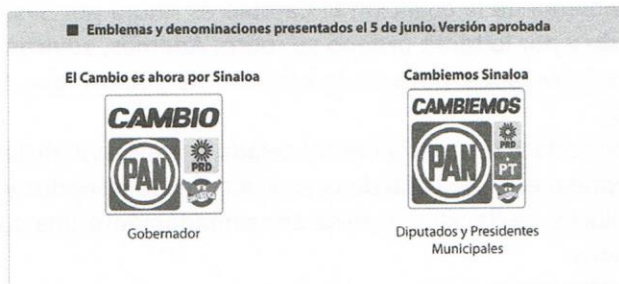 ■ Emblemas y denominaciones presentados el 5 de junio. Versión aprobada
El Cambio es ahora por Sinaloa
CAMBIO
PAN
PRD
Gobernador
Cambiemos Sinaloa
CAMBIEMOS
PAN
PRD
PT
Diputados y Presidentes
Municipales